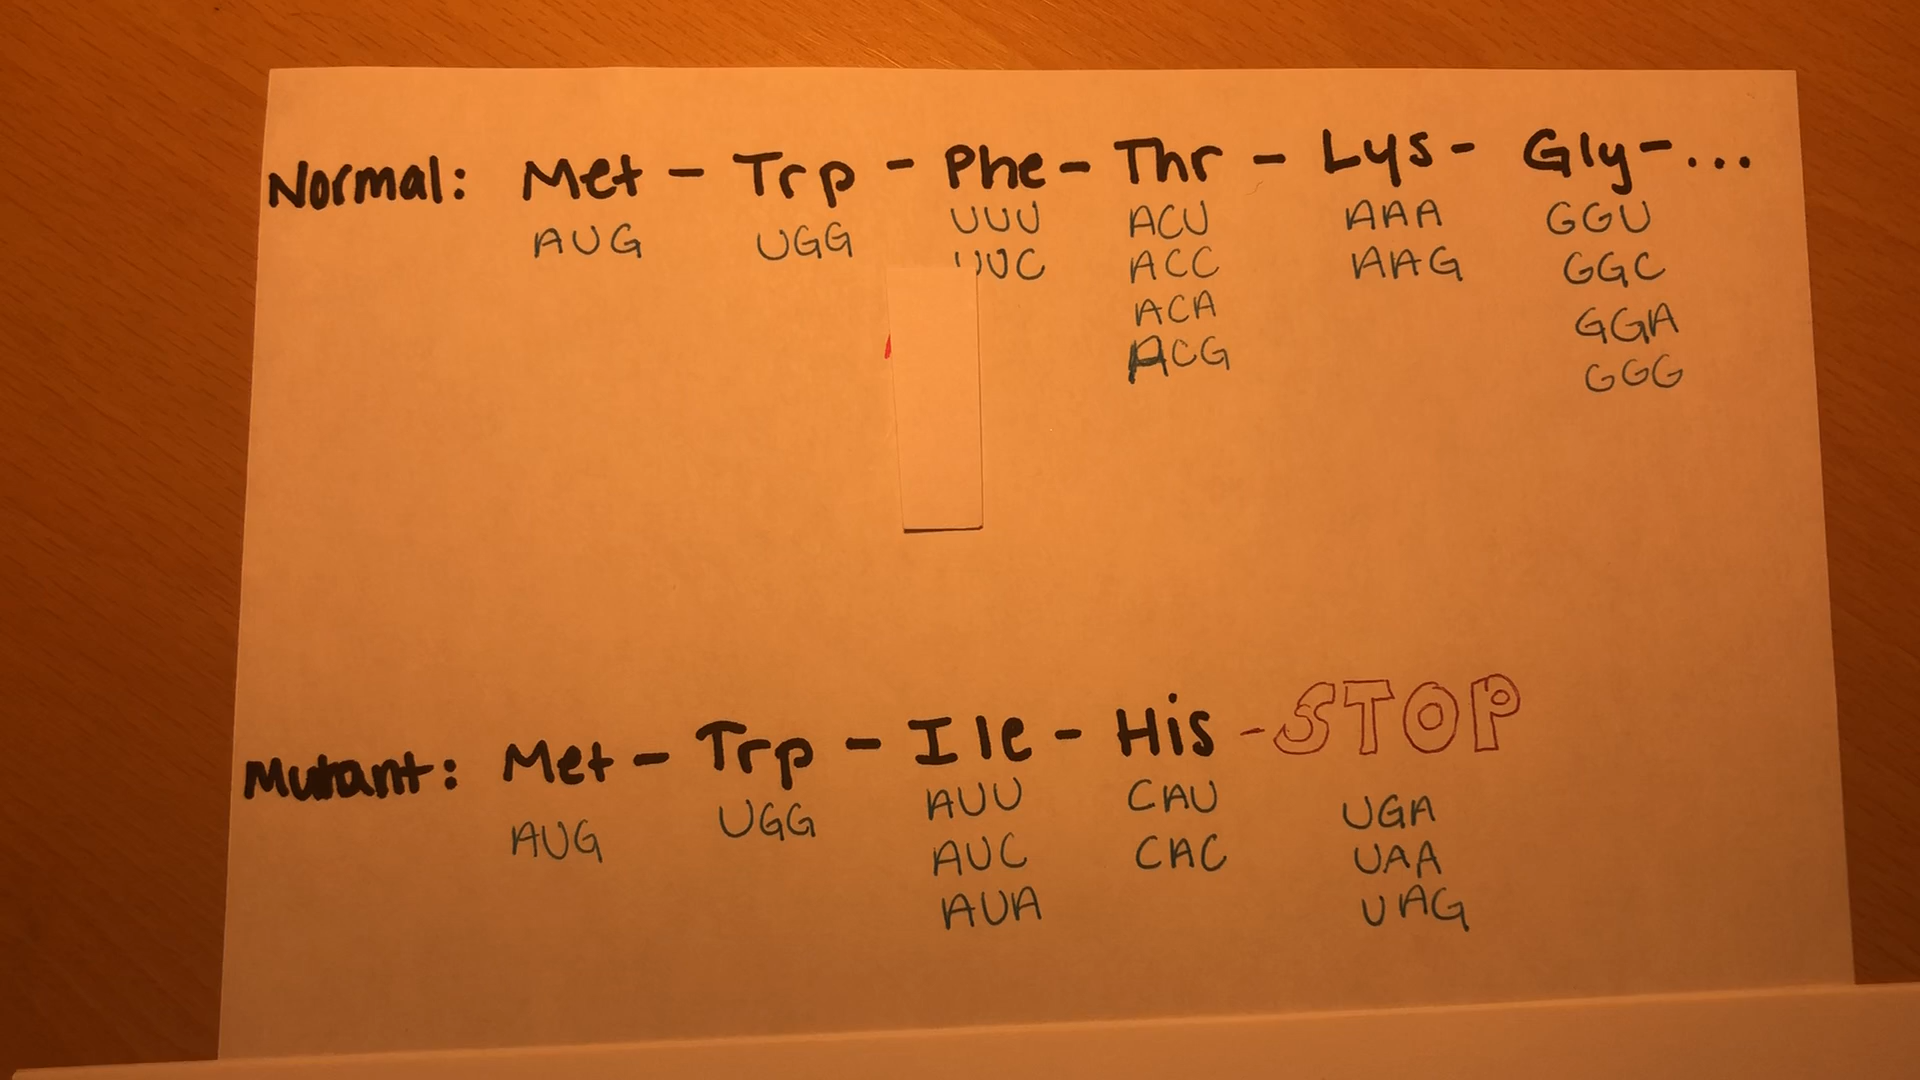 Normal: Met - Trp - Phe - Thr - Lys - Gly - ...
AUG UGG UUU ACU AAA GGU
UUC ACC AAG GGC
ACA GGA
ACG GGG
Mutant: Met - Trp - Ile - His - STOP
AUG UGG AUU CAU UGA
AUC CAC UAA
AUA UAG